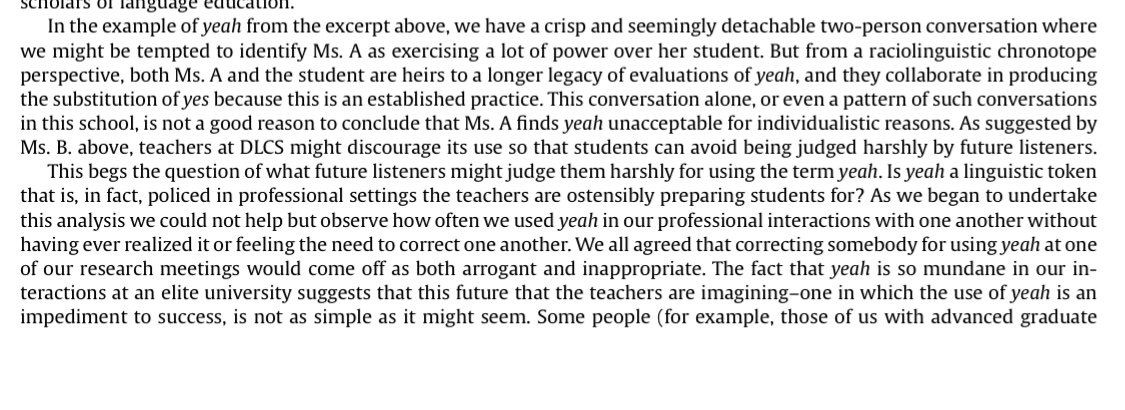 scholars of language education.
In the example of yeah from the excerpt above, we have a crisp and seemingly detachable two-person conversation where
we might be tempted to identify Ms. A as exercising a lot of power over her student. But from a raciolinguistic chronotope
perspective, both Ms. A and the student are heirs to a longer legacy of evaluations of yeah, and they collaborate in producing
the substitution of yes because this is an established practice. This conversation alone, or even a pattern of such conversations
in this school, is not a good reason to conclude that Ms. A finds yeah unacceptable for individualistic reasons. As suggested by
Ms. B. above, teachers at DLCS might discourage its use so that students can avoid being judged harshly by future listeners.
This begs the question of what future listeners might judge them harshly for using the term yeah. Is yeah a linguistic token
that is, in fact, policed in professional settings the teachers are ostensibly preparing students for? As we began to undertake
this analysis we could not help but observe how often we used yeah in our professional interactions with one another without
having ever realized it or feeling the need to correct one another. We all agreed that correcting somebody for using yeah at one
of our research meetings would come off as both arrogant and inappropriate. The fact that yeah is so mundane in our in-
teractions at an elite university suggests that this future that the teachers are imagining–one in which the use of yeah is an
impediment to success, is not as simple as it might seem. Some people (for example, those of us with advanced graduate